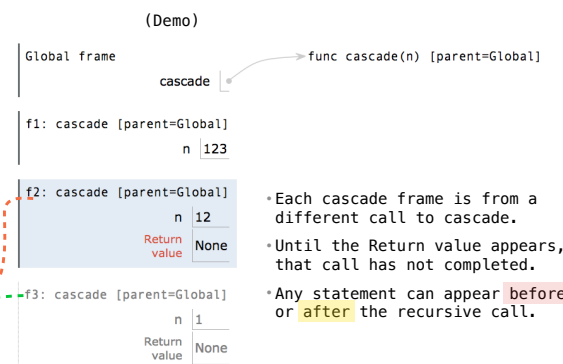 (Demo)
Global frame
cascade
func cascade(n) [parent=Global]
f1: cascade [parent=Global]
n 123
f2: cascade [parent=Global]
n 12
Return value None
f3: cascade [parent=Global]
n 1
Return value None
•Each cascade frame is from a
different call to cascade.
•Until the Return value appears,
that call has not completed.
•Any statement can appear before
or after the recursive call.